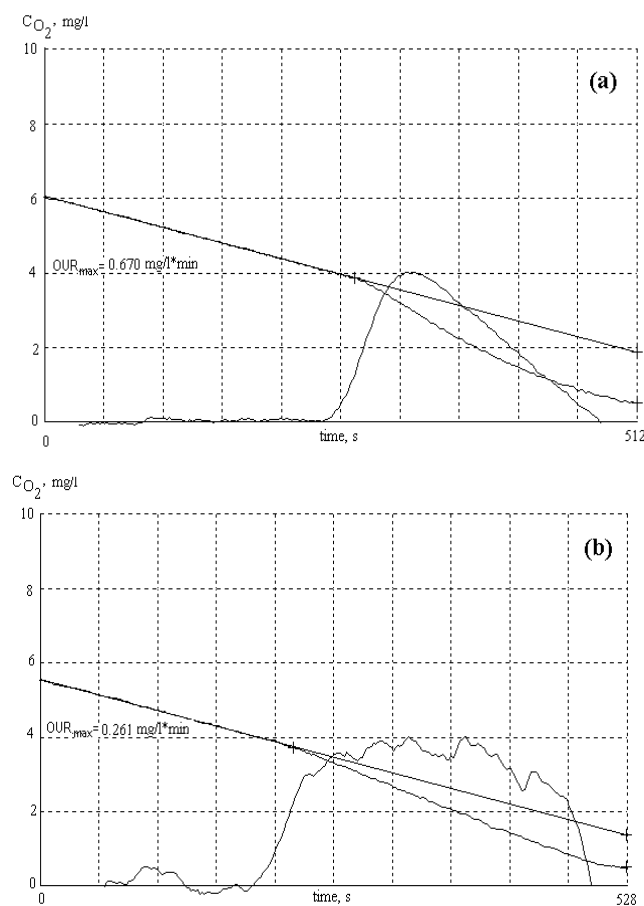 C_O2, mg/l
10
(a)
8
6
OUR_max = 0.670 mg/l*min
4
2
0
0
time, s
512
C_O2, mg/l
10
(b)
8
6
OUR_max = 0.261 mg/l*min
4
2
0
0
time, s
528